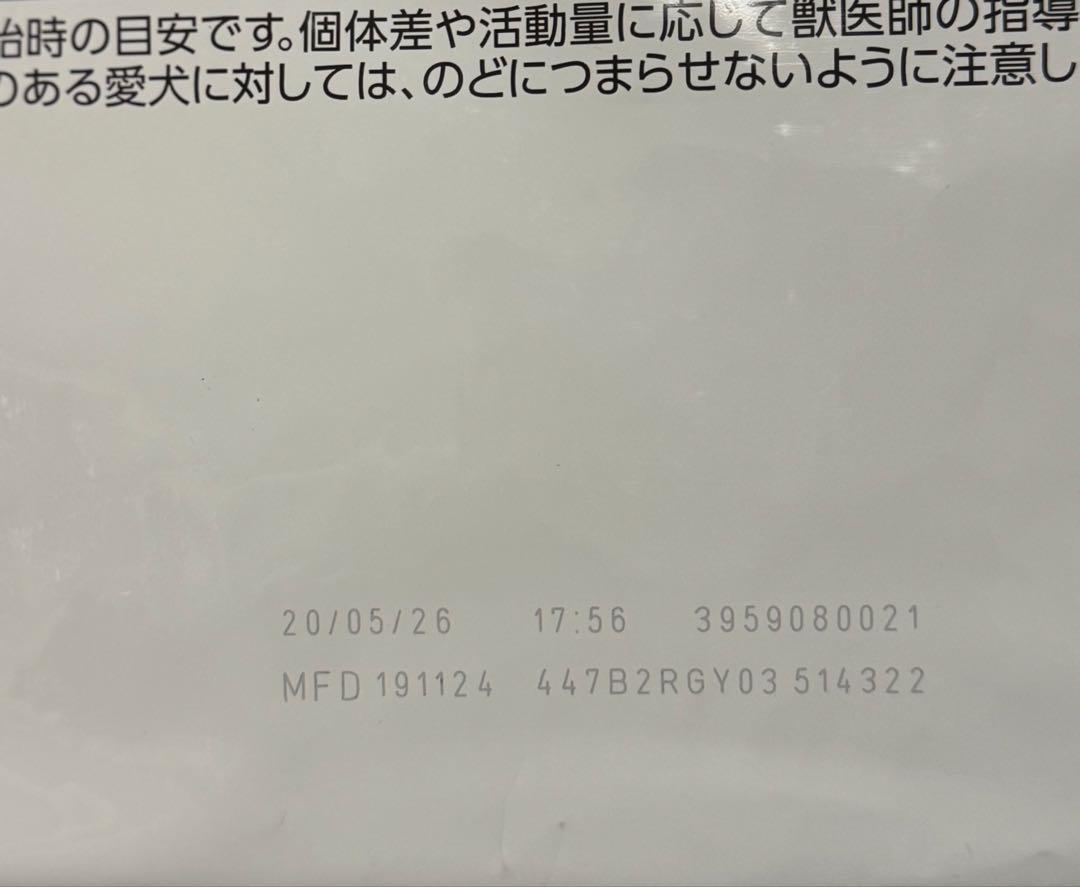 時の目安です。個体差や活動量に応じて獣医師の指導
のある愛犬に対しては、のどにつまらせないように注意し
20/05/26 17:56 3959080021
MFD 191124 447B2RGY03 514322